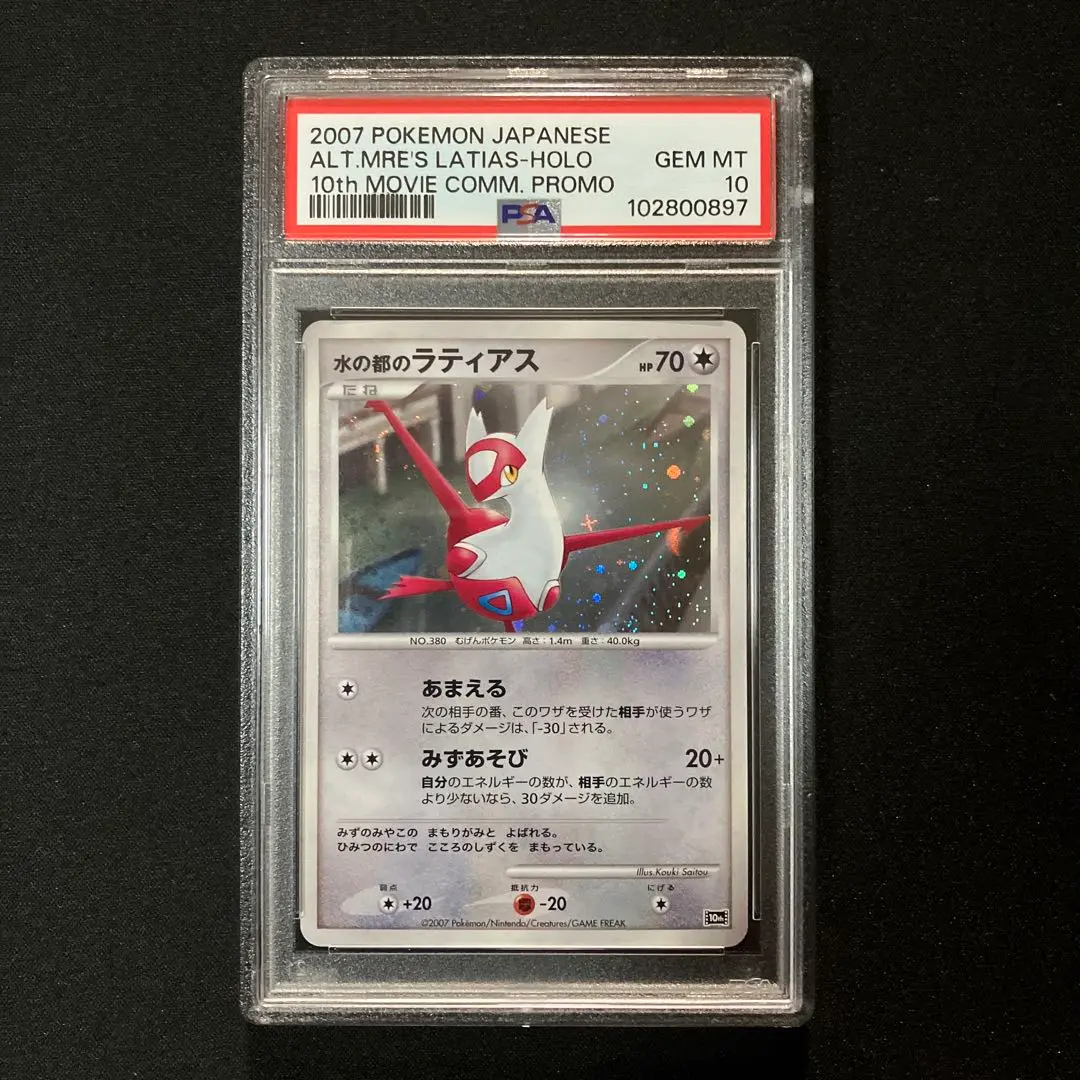 2007 POKEMON JAPANESE
ALT.MRE'S LATIAS-HOLO GEM MT
10th MOVIE COMM. PROMO 10
PSA 102800897
水の都のラティアス HP70
たね
NO.380 むげんポケモン 高さ：1.4m 重さ：40.0kg
あまえる
次の相手の番、このワザを受けた相手が使うワザ
によるダメージは、「-30」される。
みずあそび 20+
自分のエネルギーの数が、相手のエネルギーの数
より少ないなら、30ダメージを追加。
みずのみやこの まもりがみと よばれる。
ひみつのにわで こころのしずくを まもっている。
Illus.Kouki Saitou
弱点 抵抗力 にげる
+20 -20
©2007 Pokémon/Nintendo/Creatures/GAME FREAK
10th